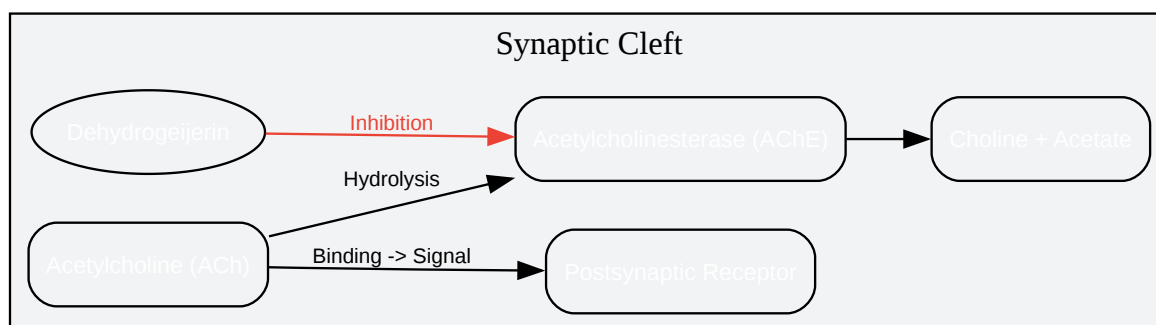 Synaptic Cleft
Dehydrogeijerin
Inhibition
Acetylcholinesterase (AChE)
Choline + Acetate
Hydrolysis
Acetylcholine (ACh)
Binding -> Signal
Postsynaptic Receptor